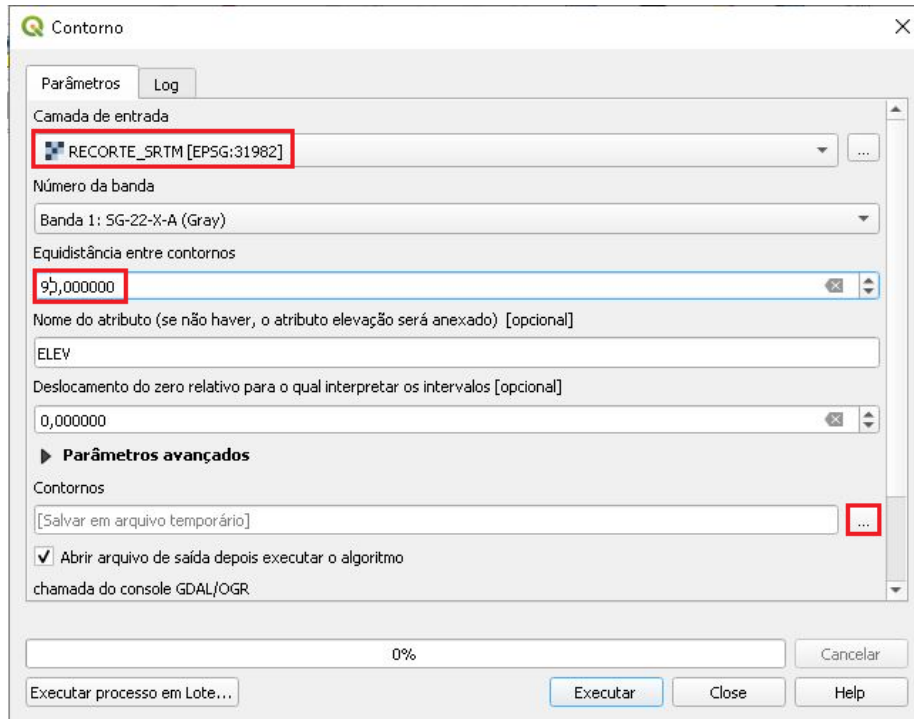 Contorno
Parâmetros Log
Camada de entrada
RECORTE_SRTM [EPSG:31982]
...
Número da banda
Banda 1: SG-22-X-A (Gray)
Equidistância entre contornos
Nome do atributo (se não haver, o atributo elevação será anexado) [opcional]
ELEV
Deslocamento do zero relativo para o qual interpretar os intervalos [opcional]
0,000000
Parâmetros avançados
Contornos
[Salvar em arquivo temporário]
...
Abrir arquivo de saída depois executar o algoritmo
chamada do console GDAL/OGR
0% Cancelar
Executar processo em Lote... Executar Close Help